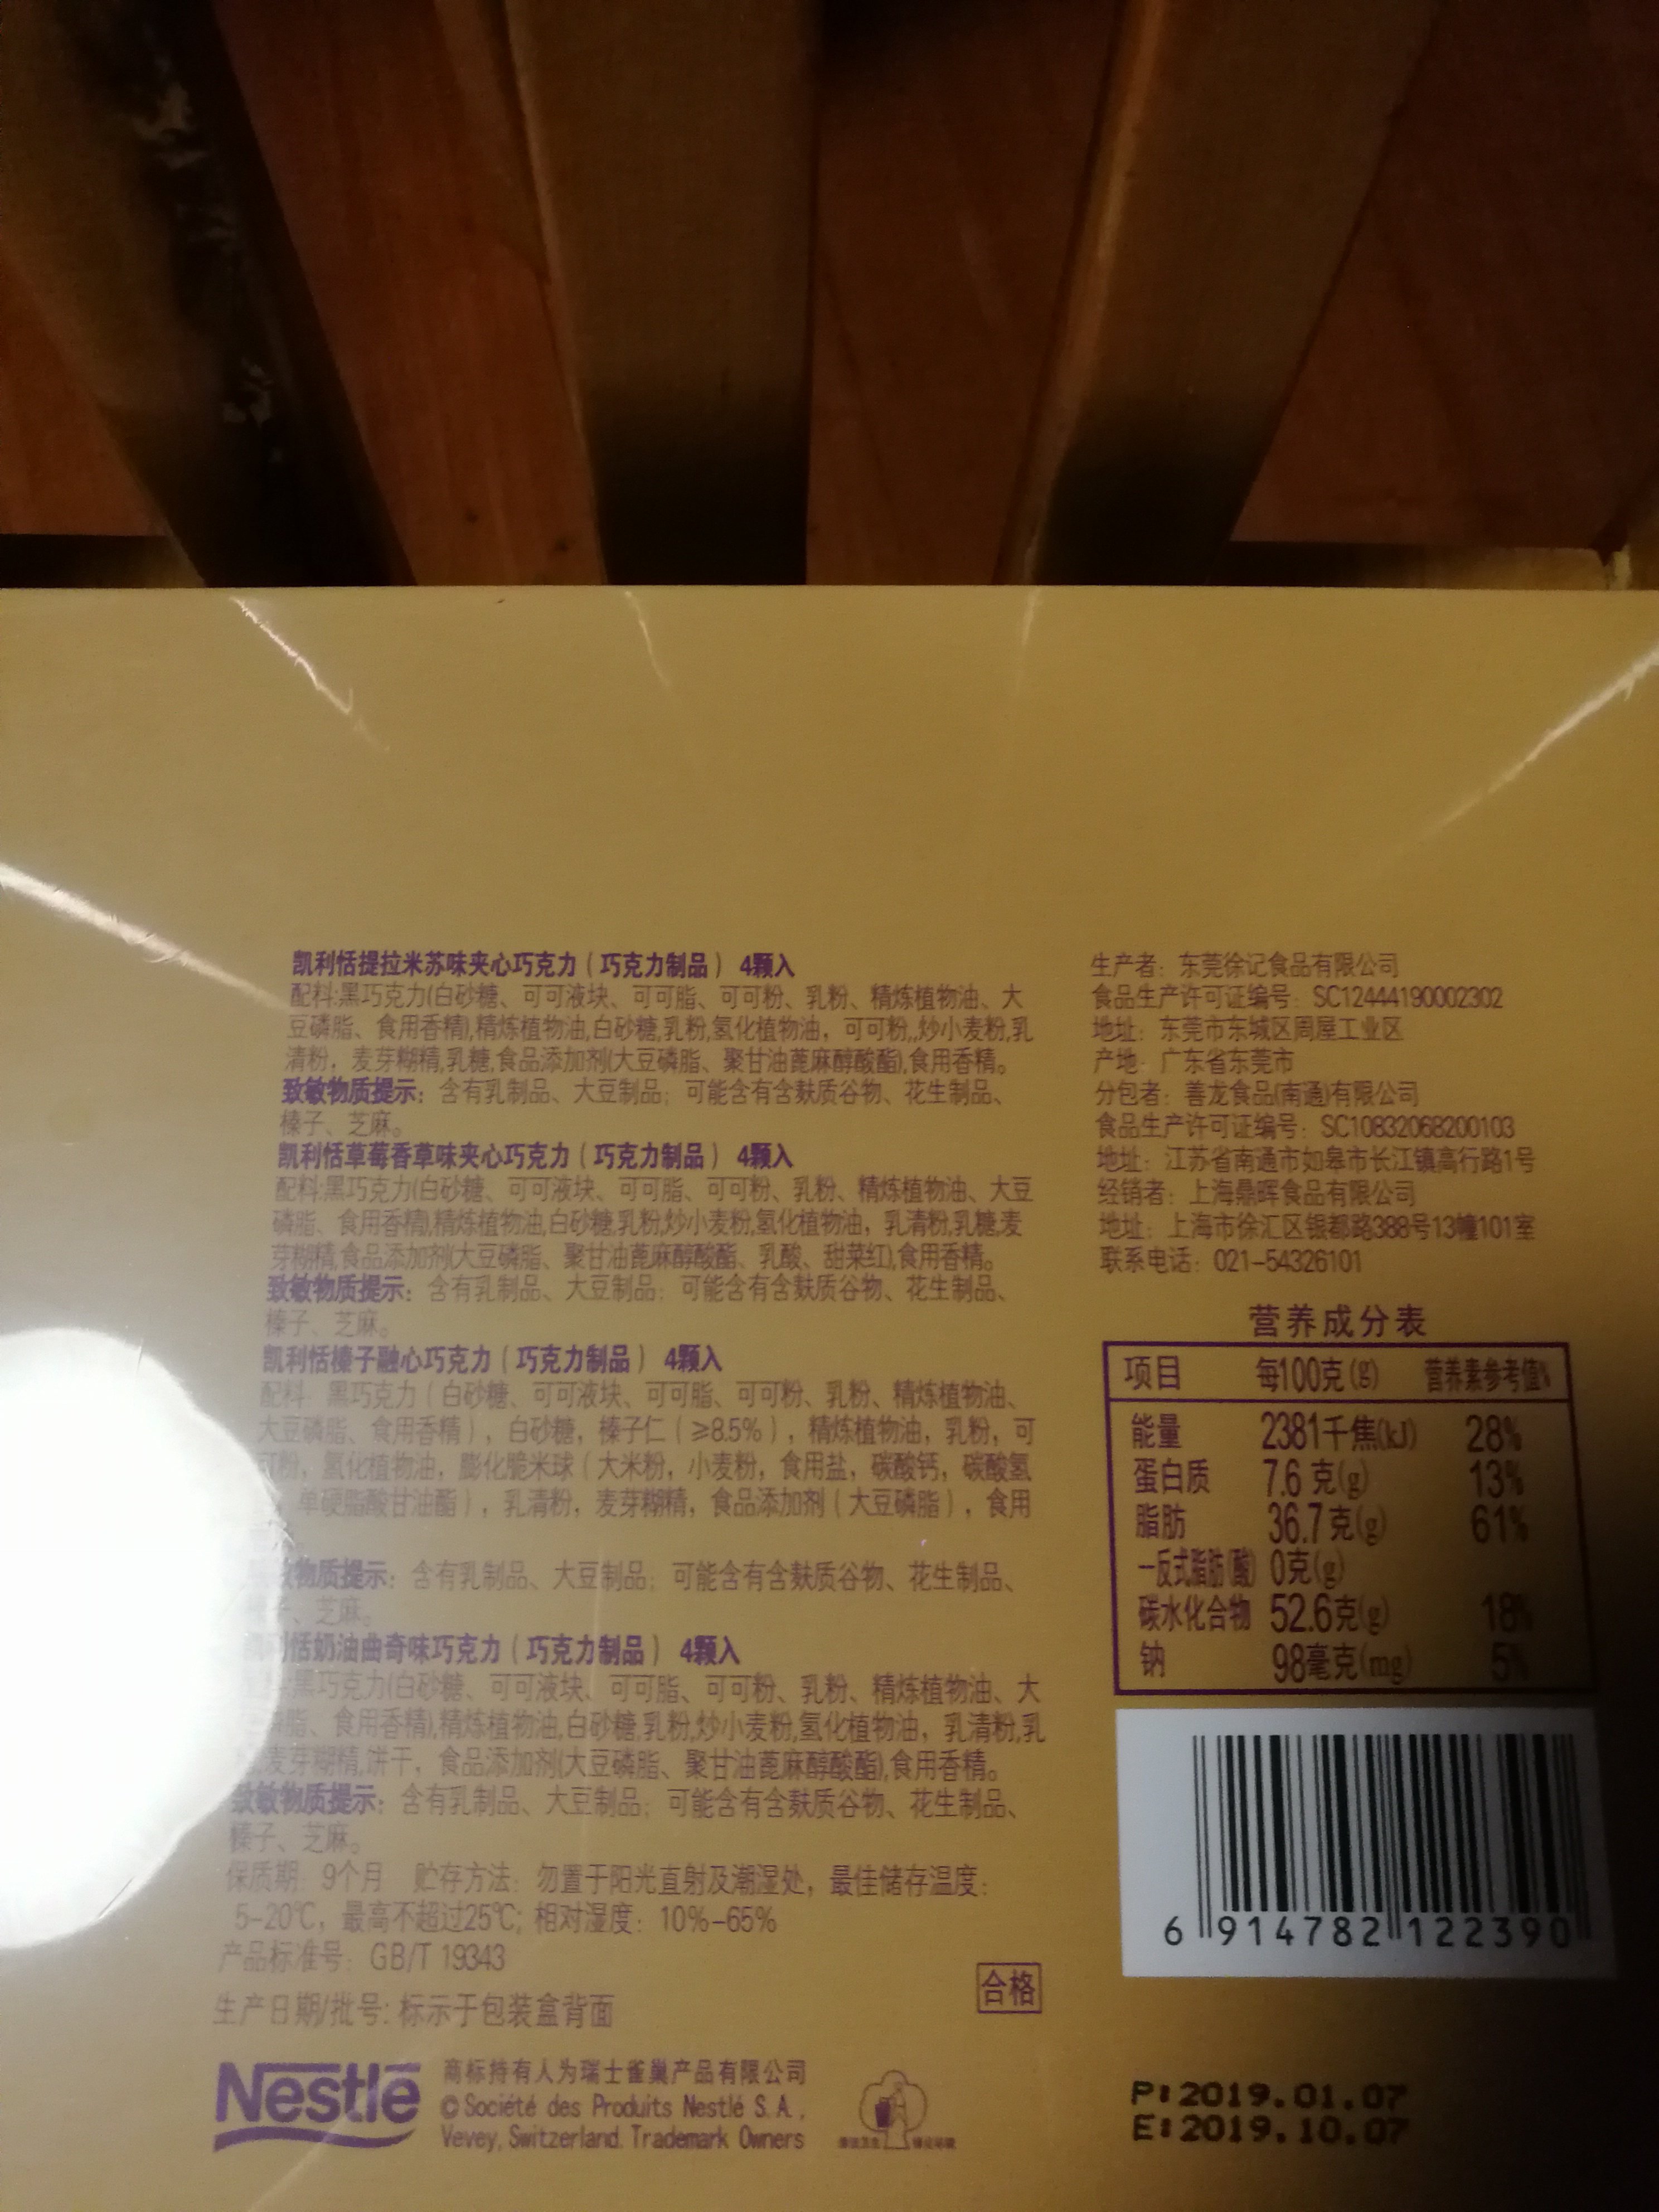 凯利恬提拉米苏味夹心巧克力（巧克力制品） 4颗入
配料:黑巧克力(白砂糖、可可液块、可可脂、可可粉、乳粉、精炼植物油、大
豆磷脂、食用香精),精炼植物油,白砂糖,乳粉,氢化植物油，可可粉,,炒小麦粉,乳
清粉，麦芽糊精,乳糖,食品添加剂(大豆磷脂、聚甘油蓖麻醇酸酯),食用香精。
致敏物质提示：含有乳制品、大豆制品；可能含有含麸质谷物、花生制品、
榛子、芝麻。
凯利恬草莓香草味夹心巧克力（巧克力制品） 4颗入
配料:黑巧克力(白砂糖、可可液块、可可脂、可可粉、乳粉、精炼植物油、大豆
磷脂、食用香精),精炼植物油,白砂糖,乳粉,炒小麦粉,氢化植物油，乳清粉,乳糖,麦
芽糊精,食品添加剂(大豆磷脂、聚甘油蓖麻醇酸酯、乳酸、甜菜红),食用香精。
致敏物质提示：含有乳制品、大豆制品；可能含有含麸质谷物、花生制品、
榛子、芝麻。
凯利恬榛子融心巧克力（巧克力制品） 4颗入
配料：黑巧克力（白砂糖、可可液块、可可脂、可可粉、乳粉、精炼植物油、
大豆磷脂、食用香精），白砂糖，榛子仁（≥8.5%），精炼植物油，乳粉，可
可粉，氢化植物油，膨化脆米球（大米粉，小麦粉，食用盐，碳酸钙，碳酸氢
，单硬脂酸甘油酯），乳清粉，麦芽糊精，食品添加剂（大豆磷脂），食用
物质提示：含有乳制品、大豆制品；可能含有含麸质谷物、花生制品、
子、芝麻。
利恬奶油曲奇味巧克力（巧克力制品） 4颗入
黑巧克力(白砂糖、可可液块、可可脂、可可粉、乳粉、精炼植物油、大
脂、食用香精),精炼植物油,白砂糖,乳粉,炒小麦粉,氢化植物油，乳清粉,乳
麦芽糊精,饼干，食品添加剂(大豆磷脂、聚甘油蓖麻醇酸酯),食用香精。
致敏物质提示：含有乳制品、大豆制品；可能含有含麸质谷物、花生制品、
榛子、芝麻。
保质期：9个月 贮存方法：勿置于阳光直射及潮湿处，最佳储存温度：
5-20℃，最高不超过25℃；相对湿度：10%-65%
产品标准号：GB/T 19343
生产日期/批号：标示于包装盒背面
合格
Nestlé
商标持有人为瑞士雀巢产品有限公司
© Société des Produits Nestlé S.A.,
Vevey, Switzerland. Trademark Owners
生产者：东莞徐记食品有限公司
食品生产许可证编号：SC12444190002302
地址：东莞市东城区周屋工业区
产地：广东省东莞市
分包者：善龙食品(南通)有限公司
食品生产许可证编号：SC10832068200103
地址：江苏省南通市如皋市长江镇高行路1号
经销者：上海鼎晖食品有限公司
地址：上海市徐汇区银都路388号13幢101室
联系电话：021-54326101
营养成分表
项目 每100克(g) 营养素参考值%
能量 2381千焦(kJ) 28%
蛋白质 7.6克(g) 13%
脂肪 36.7克(g) 61%
—反式脂肪(酸) 0克(g)
碳水化合物 52.6克(g) 18%
钠 98毫克(mg) 5%
6 914782 122390
P:2019.01.07
E:2019.10.07